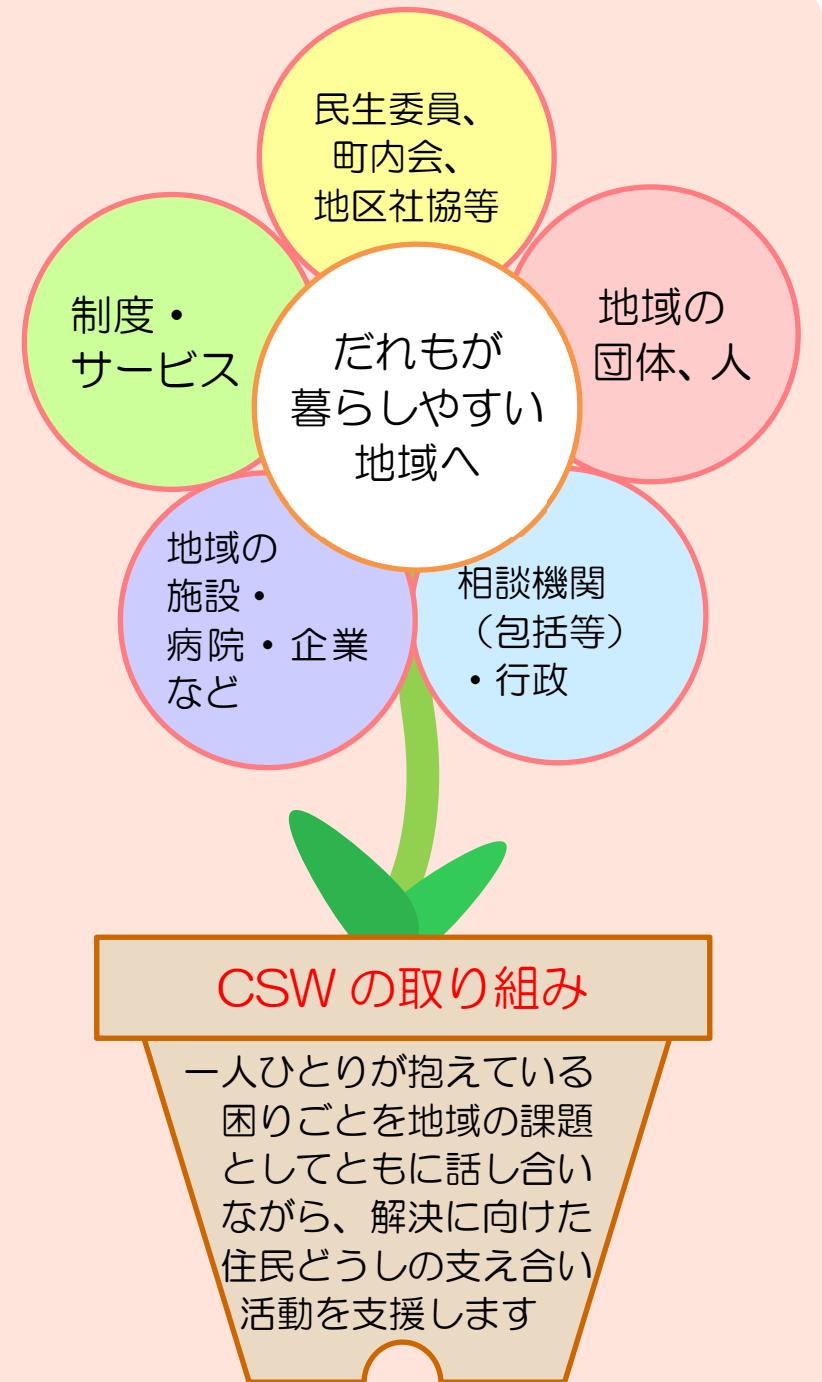 民生委員、
町内会、
地区社協等
制度・
サービス
地域の
団体、人
だれもが
暮らしやすい
地域へ
地域の
施設・
病院・企業
など
相談機関
（包括等）
・行政
CSWの取り組み
一人ひとりが抱えている
困りごとを地域の課題
としてともに話し合い
ながら、解決に向けた
住民どうしの支え合い
活動を支援します